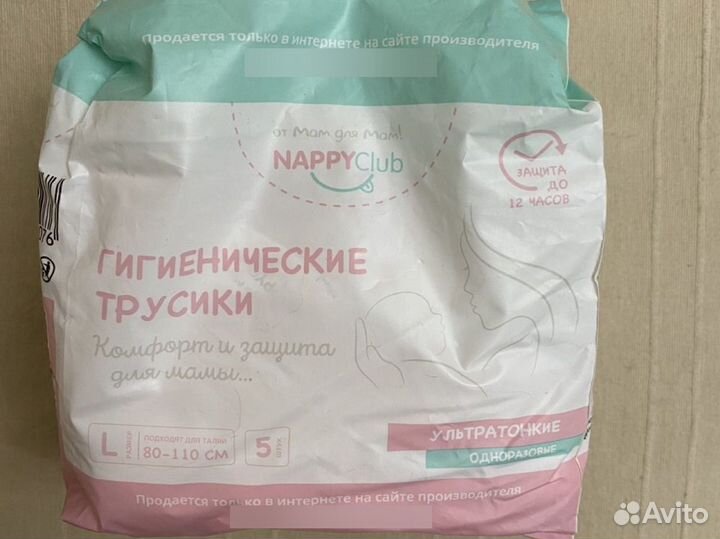 Продается только в интернете на сайте производителя
от Мам для Мам!
NAPPYClub
ЗАЩИТА
ДО
12 ЧАСОВ
76
ГИГИЕНИЧЕСКИЕ
ТРУСИКИ
Комфорт и защита
для мамы...
L
РАЗМЕР
ПОДХОДЯТ ДЛЯ ТАЛИИ
80-110 СМ
5
ШТУК
УЛЬТРАТОНКИЕ
ОДНОРАЗОВЫЕ
Продается только в интернете на сайте производителя
Avito